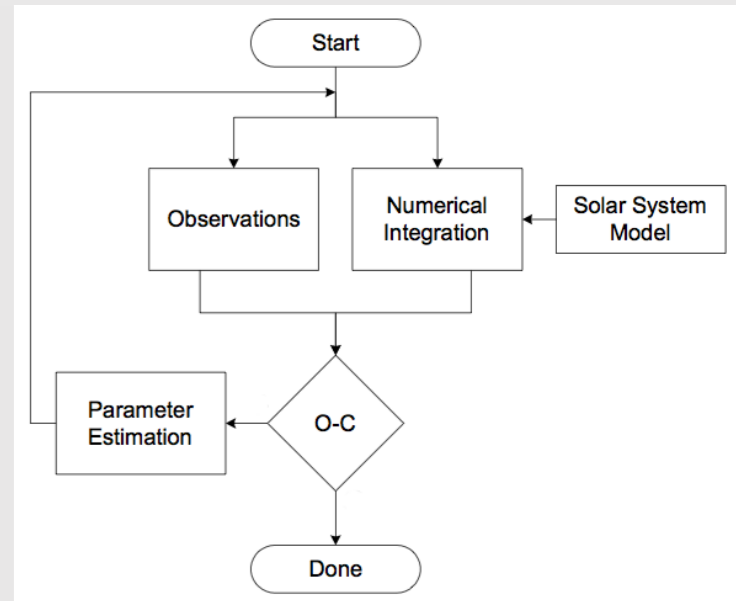 Start
Observations
Numerical
Integration
Solar System
Model
Parameter
Estimation
O-C
Done